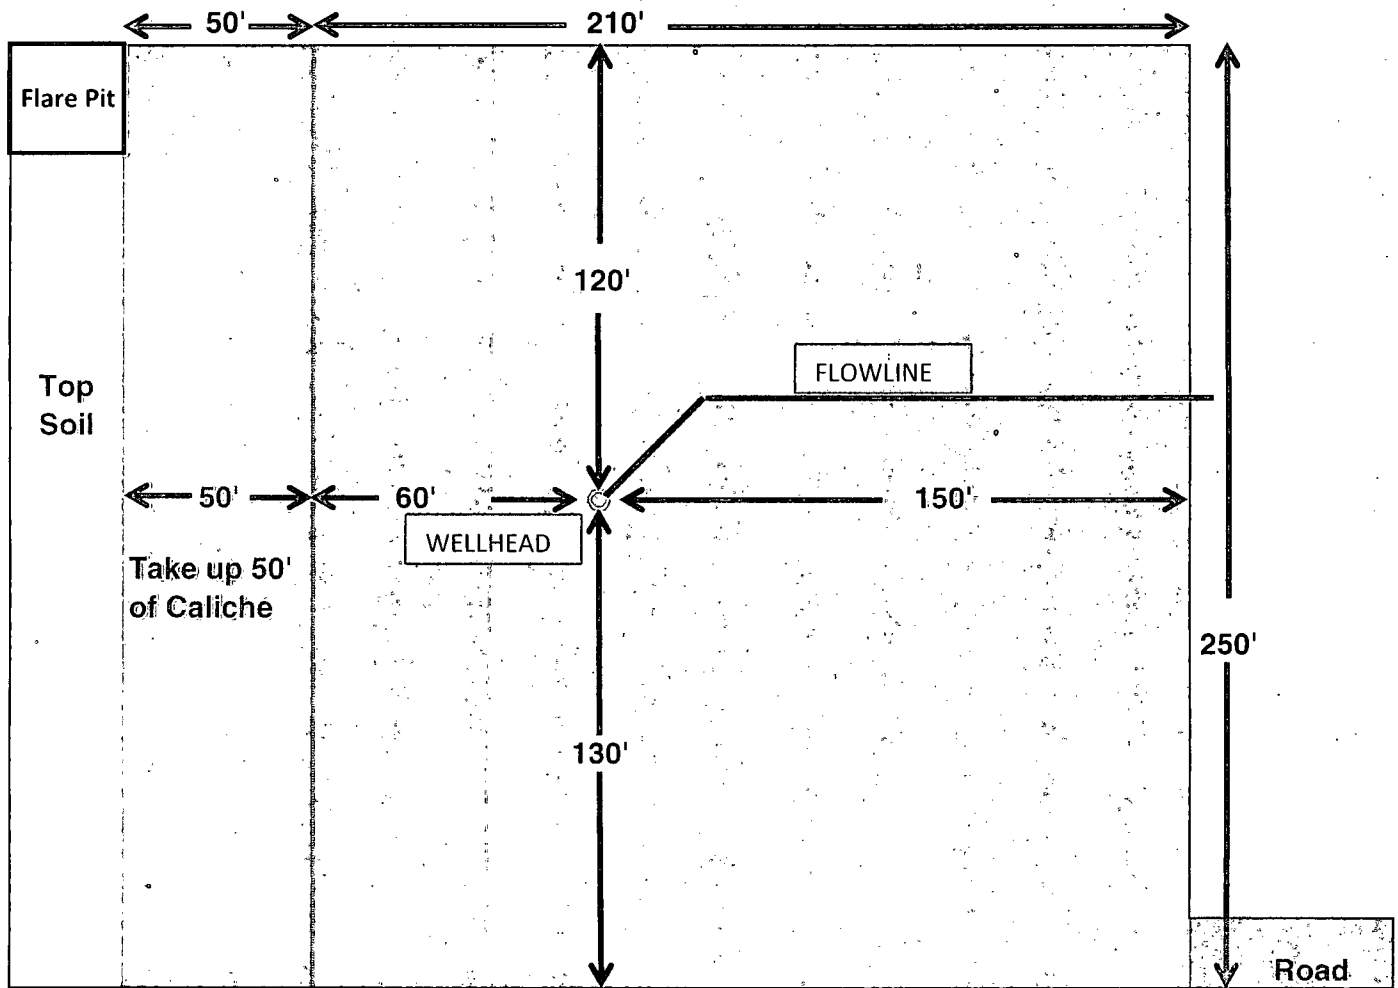 50'
210'
Flare Pit
120'
FLOWLINE
Top
Soil
50'
60'
150'
WELLHEAD
Take up 50'
of Caliche
250'
130'
Road